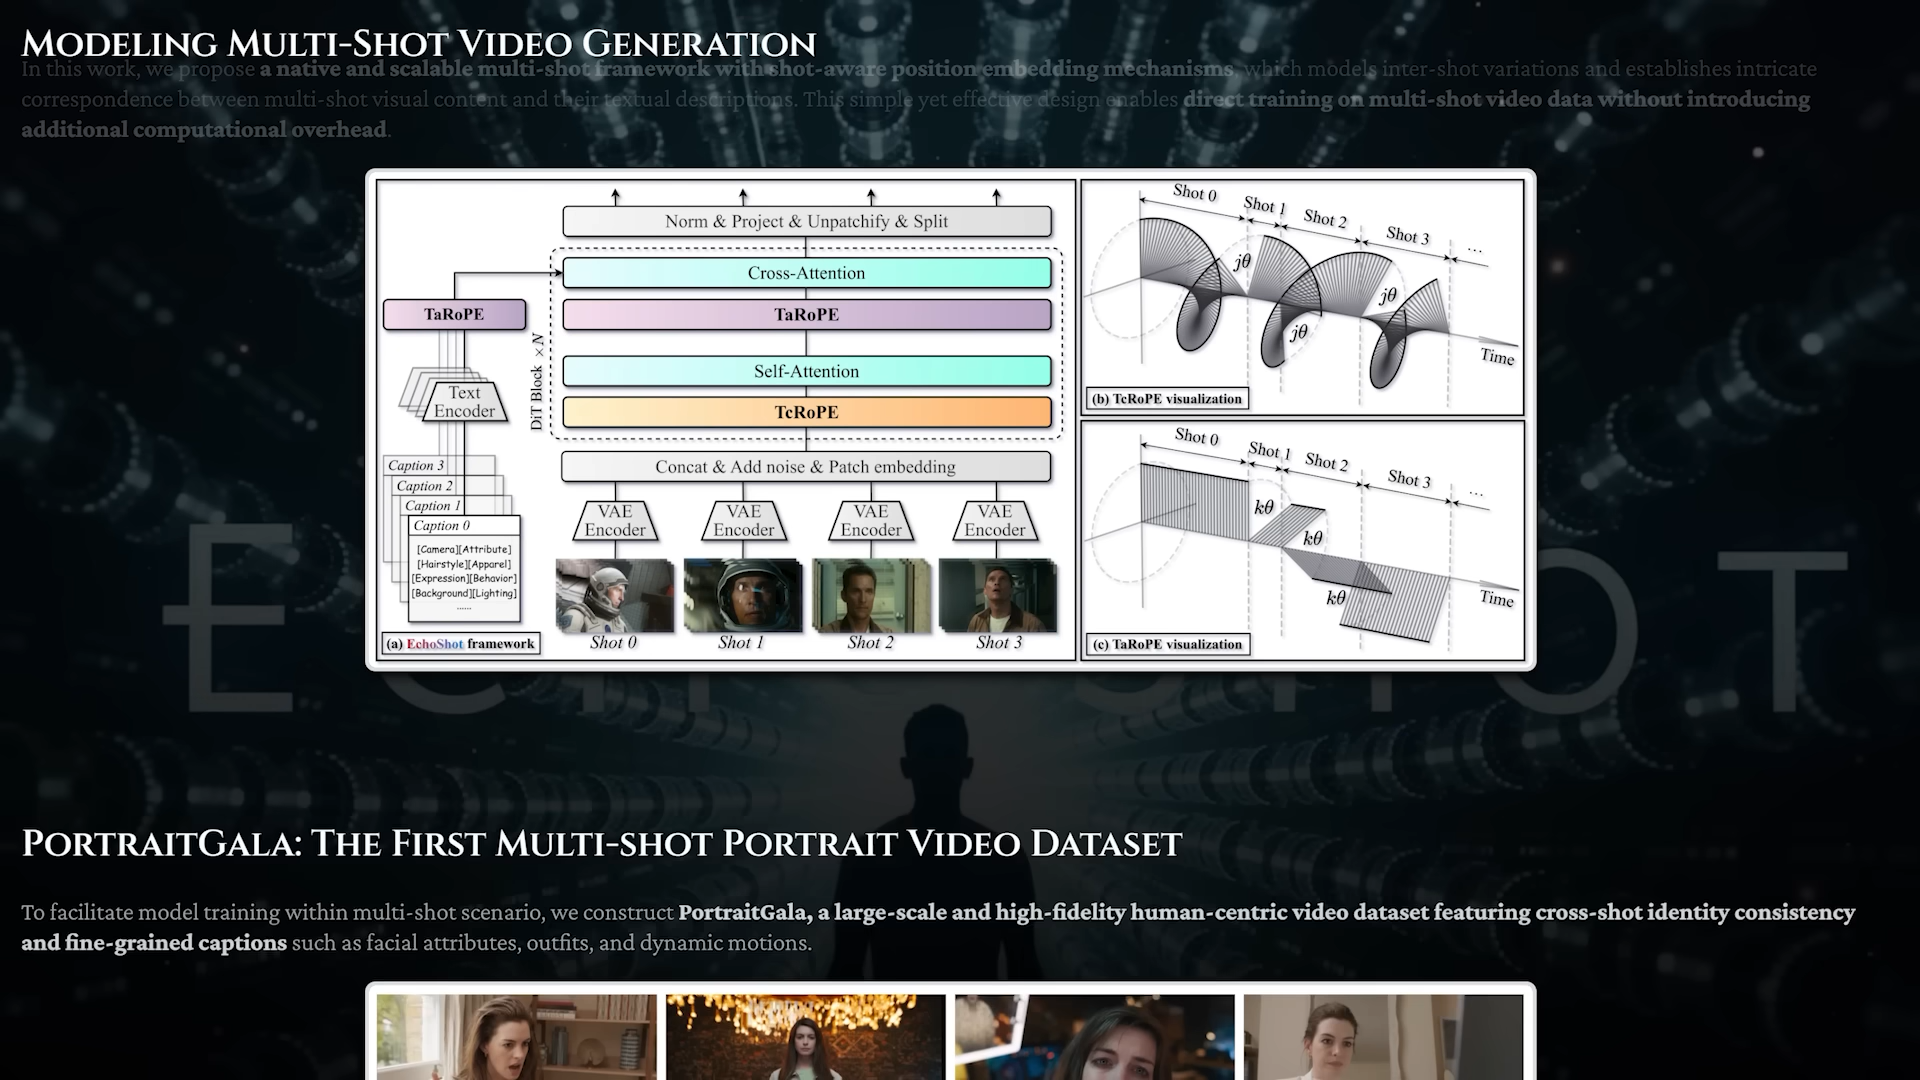 MODELING MULTI-SHOT VIDEO GENERATION
In this work, we propose a native and scalable multi-shot framework with shot-aware position embedding mechanisms, which models inter-shot variations and establishes intricate
correspondence between multi-shot visual content and their textual descriptions. This simple yet effective design enables direct training on multi-shot video data without introducing
additional computational overhead.
Norm & Project & Unpatchify & Split
Cross-Attention
TaRoPE
TaRoPE
Self-Attention
TcRoPE
DiT Block ×N
Text
Encoder
Concat & Add noise & Patch embedding
Caption 3
Caption 2
Caption 1
Caption 0
[Camera][Attribute]
[Hairstyle][Apparel]
[Expression][Behavior]
[Background][Lighting]
......
VAE
Encoder
VAE
Encoder
VAE
Encoder
VAE
Encoder
Shot 0
Shot 1
Shot 2
Shot 3
(a) EchoShot framework
Shot 0
Shot 1
Shot 2
Shot 3
...
jθ
jθ
jθ
Time
(b) TcRoPE visualization
Shot 0
Shot 1
Shot 2
Shot 3
...
kθ
kθ
kθ
Time
(c) TaRoPE visualization
ECHOSHOT
PORTRAITGALA: THE FIRST MULTI-SHOT PORTRAIT VIDEO DATASET
To facilitate model training within multi-shot scenario, we construct PortraitGala, a large-scale and high-fidelity human-centric video dataset featuring cross-shot identity consistency
and fine-grained captions such as facial attributes, outfits, and dynamic motions.